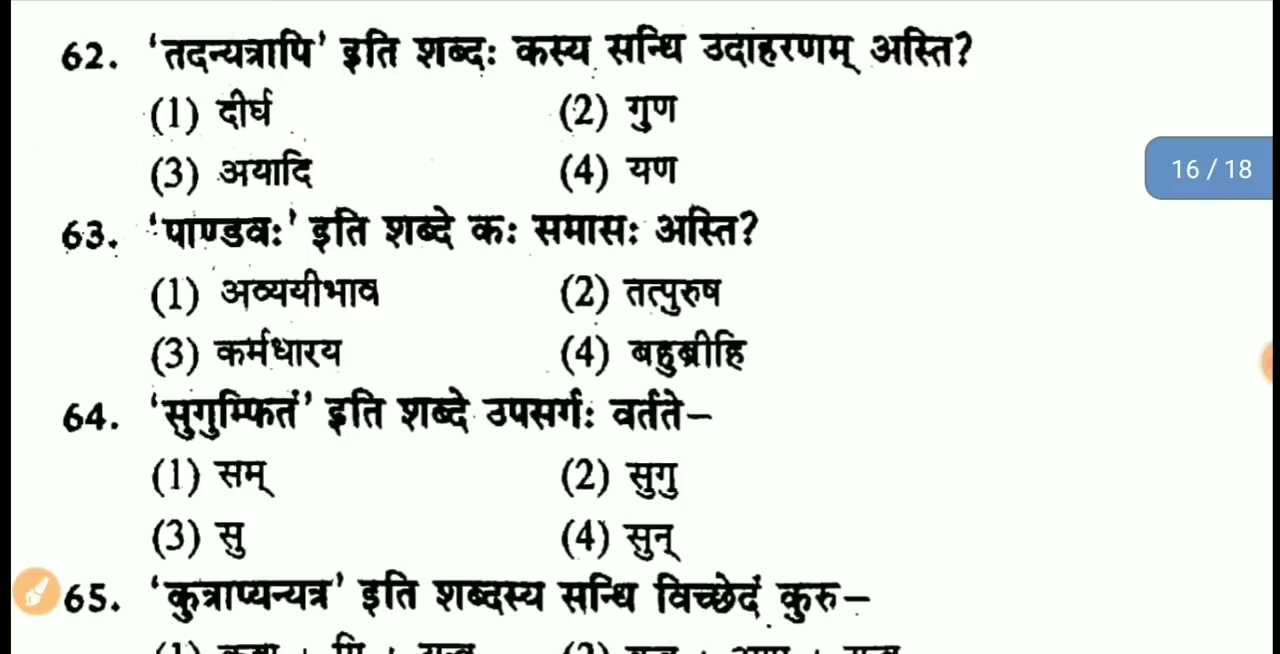 62. 'तदन्यत्रापि' इति शब्दः कस्य सन्धि उदाहरणम् अस्ति?
(1) दीर्घ (2) गुण
(3) अयादि (4) यण
16 / 18
63. 'पाण्डवः' इति शब्दे कः समासः अस्ति?
(1) अव्ययीभाव (2) तत्पुरुष
(3) कर्मधारय (4) बहुब्रीहि
64. 'सुगुम्फितं' इति शब्दे उपसर्गः वर्तते–
(1) सम् (2) सुगु
(3) सु (4) सुन्
65. 'कुत्राप्यन्यत्र' इति शब्दस्य सन्धि विच्छेदं कुरु–